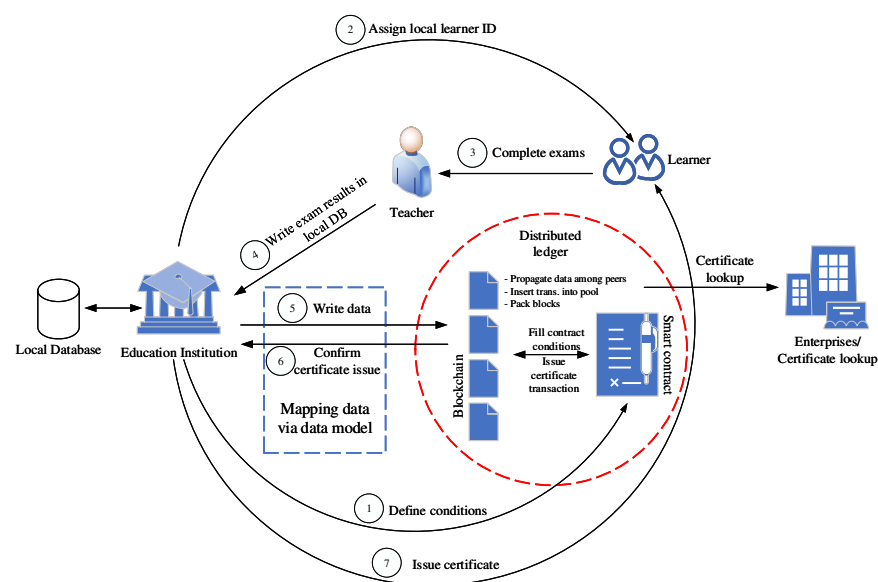 2 Assign local learner ID
3 Complete exams
Learner
Teacher
4 Write exam results in
local DB
Distributed
ledger
Certificate
lookup
- Propagate data among peers
- Insert trans. into pool
- Pack blocks
5 Write data
Local Database
Education Institution
6 Confirm
certificate issue
Fill contract
conditions
Issue
certificate
transaction
Smart contract
Blockchain
Enterprises/
Certificate lookup
Mapping data
via data model
1 Define conditions
7 Issue certificate